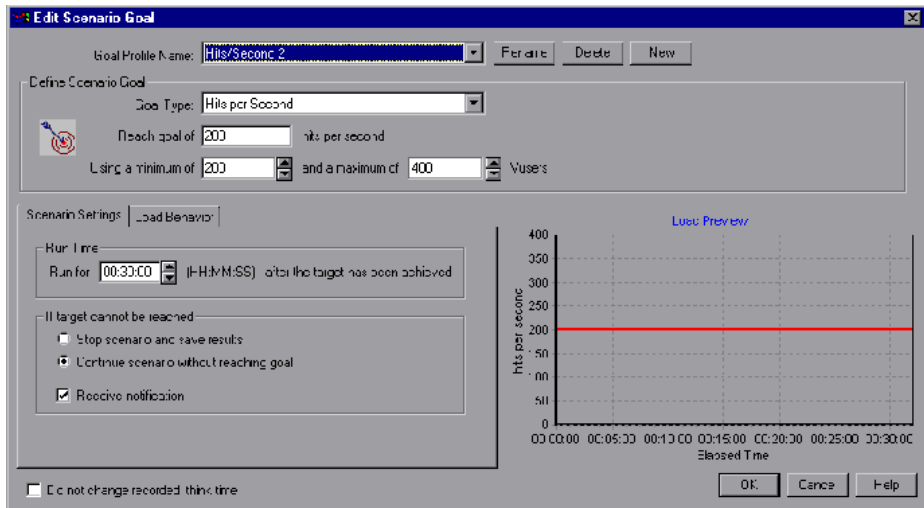 Edit Scenario Goal
Goal Profile Name: Hits/Second 2 Rename Delete New
Define Scenario Goal
Goal Type: Hits per Second
Reach goal of 200 hits per second
Using a minimum of 200 and a maximum of 400 Vusers
Scenario Settings Load Behavior
Run Time
Run for 00:30:00 (HH:MM:SS) after the target has been achieved
If target cannot be reached
Stop scenario and save results
Continue scenario without reaching goal
Receive notification
Load Preview
hits per second
400
350
300
250
200
150
100
50
0
00:00:00 00:05:00 00:10:00 00:15:00 00:20:00 00:25:00 00:30:00
Elapsed Time
Do not change recorded think time
OK Cancel Help